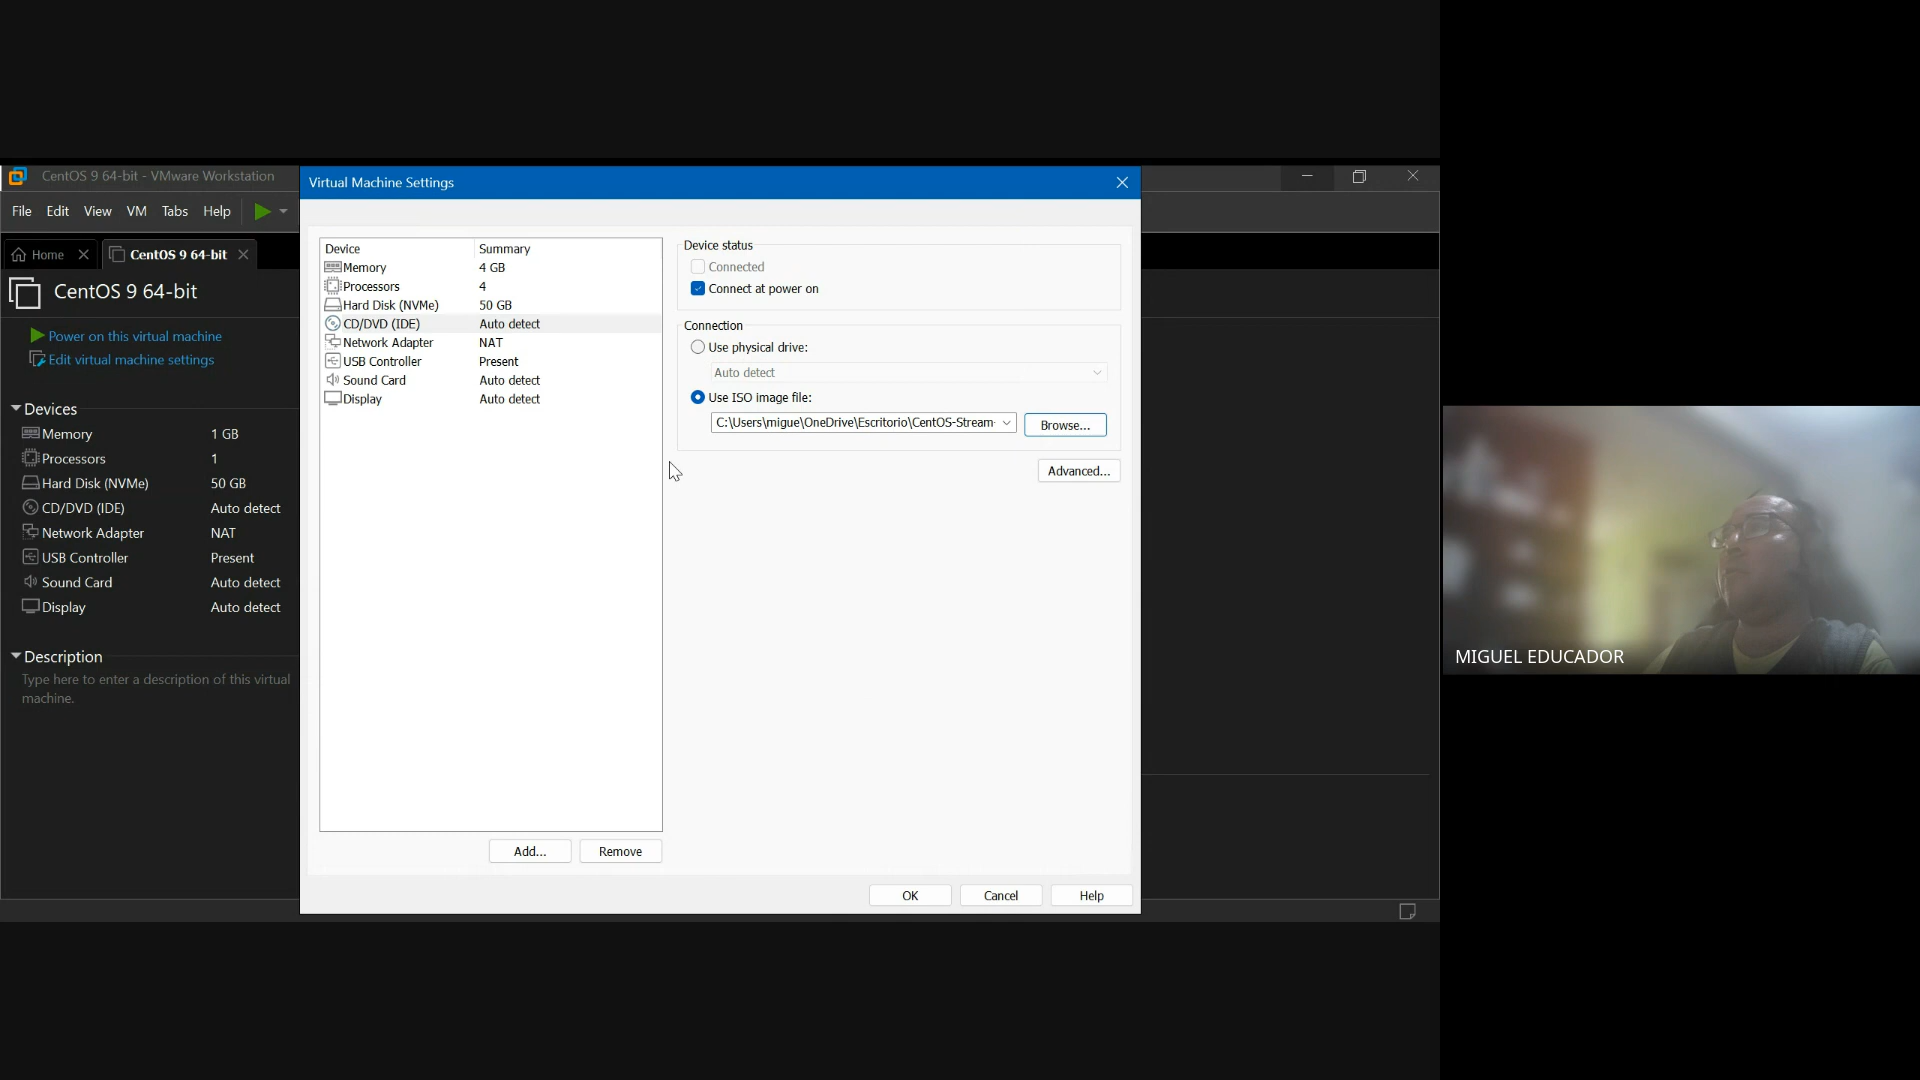 CentOS 9 64-bit - VMware Workstation
File Edit View VM Tabs Help
Home
CentOS 9 64-bit
CentOS 9 64-bit
Power on this virtual machine
Edit virtual machine settings
Devices
Memory 1 GB
Processors 1
Hard Disk (NVMe) 50 GB
CD/DVD (IDE) Auto detect
Network Adapter NAT
USB Controller Present
Sound Card Auto detect
Display Auto detect
Description
Type here to enter a description of this virtual
machine.
Virtual Machine Settings
Device Summary
Memory 4 GB
Processors 4
Hard Disk (NVMe) 50 GB
CD/DVD (IDE) Auto detect
Network Adapter NAT
USB Controller Present
Sound Card Auto detect
Display Auto detect
Add... Remove
Device status
Connected
Connect at power on
Connection
Use physical drive:
Auto detect
Use ISO image file:
C:\Users\migue\OneDrive\Escritorio\CentOS-Stream-
Browse...
Advanced...
OK Cancel Help
MIGUEL EDUCADOR